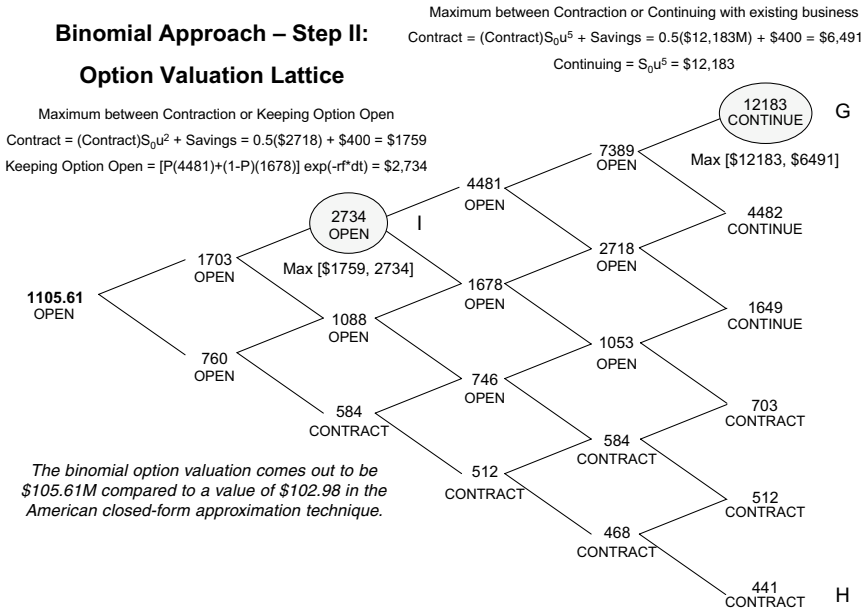 Binomial Approach – Step II:
Option Valuation Lattice
Maximum between Contraction or Continuing with existing business
Contract = (Contract)S₀u⁵ + Savings = 0.5($12,183M) + $400 = $6,491
Continuing = S₀u⁵ = $12,183
Maximum between Contraction or Keeping Option Open
Contract = (Contract)S₀u² + Savings = 0.5($2718) + $400 = $1759
Keeping Option Open = [P(4481)+(1-P)(1678)] exp(-rf*dt) = $2,734
1105.61
OPEN
1703
OPEN
760
OPEN
2734
OPEN
I
Max [$1759, 2734]
1088
OPEN
584
CONTRACT
4481
OPEN
1678
OPEN
746
OPEN
512
CONTRACT
7389
OPEN
2718
OPEN
1053
OPEN
584
CONTRACT
468
CONTRACT
12183
CONTINUE
G
Max [$12183, $6491]
4482
CONTINUE
1649
CONTINUE
703
CONTRACT
512
CONTRACT
441
CONTRACT
H
The binomial option valuation comes out to be
$105.61M compared to a value of $102.98 in the
American closed-form approximation technique.